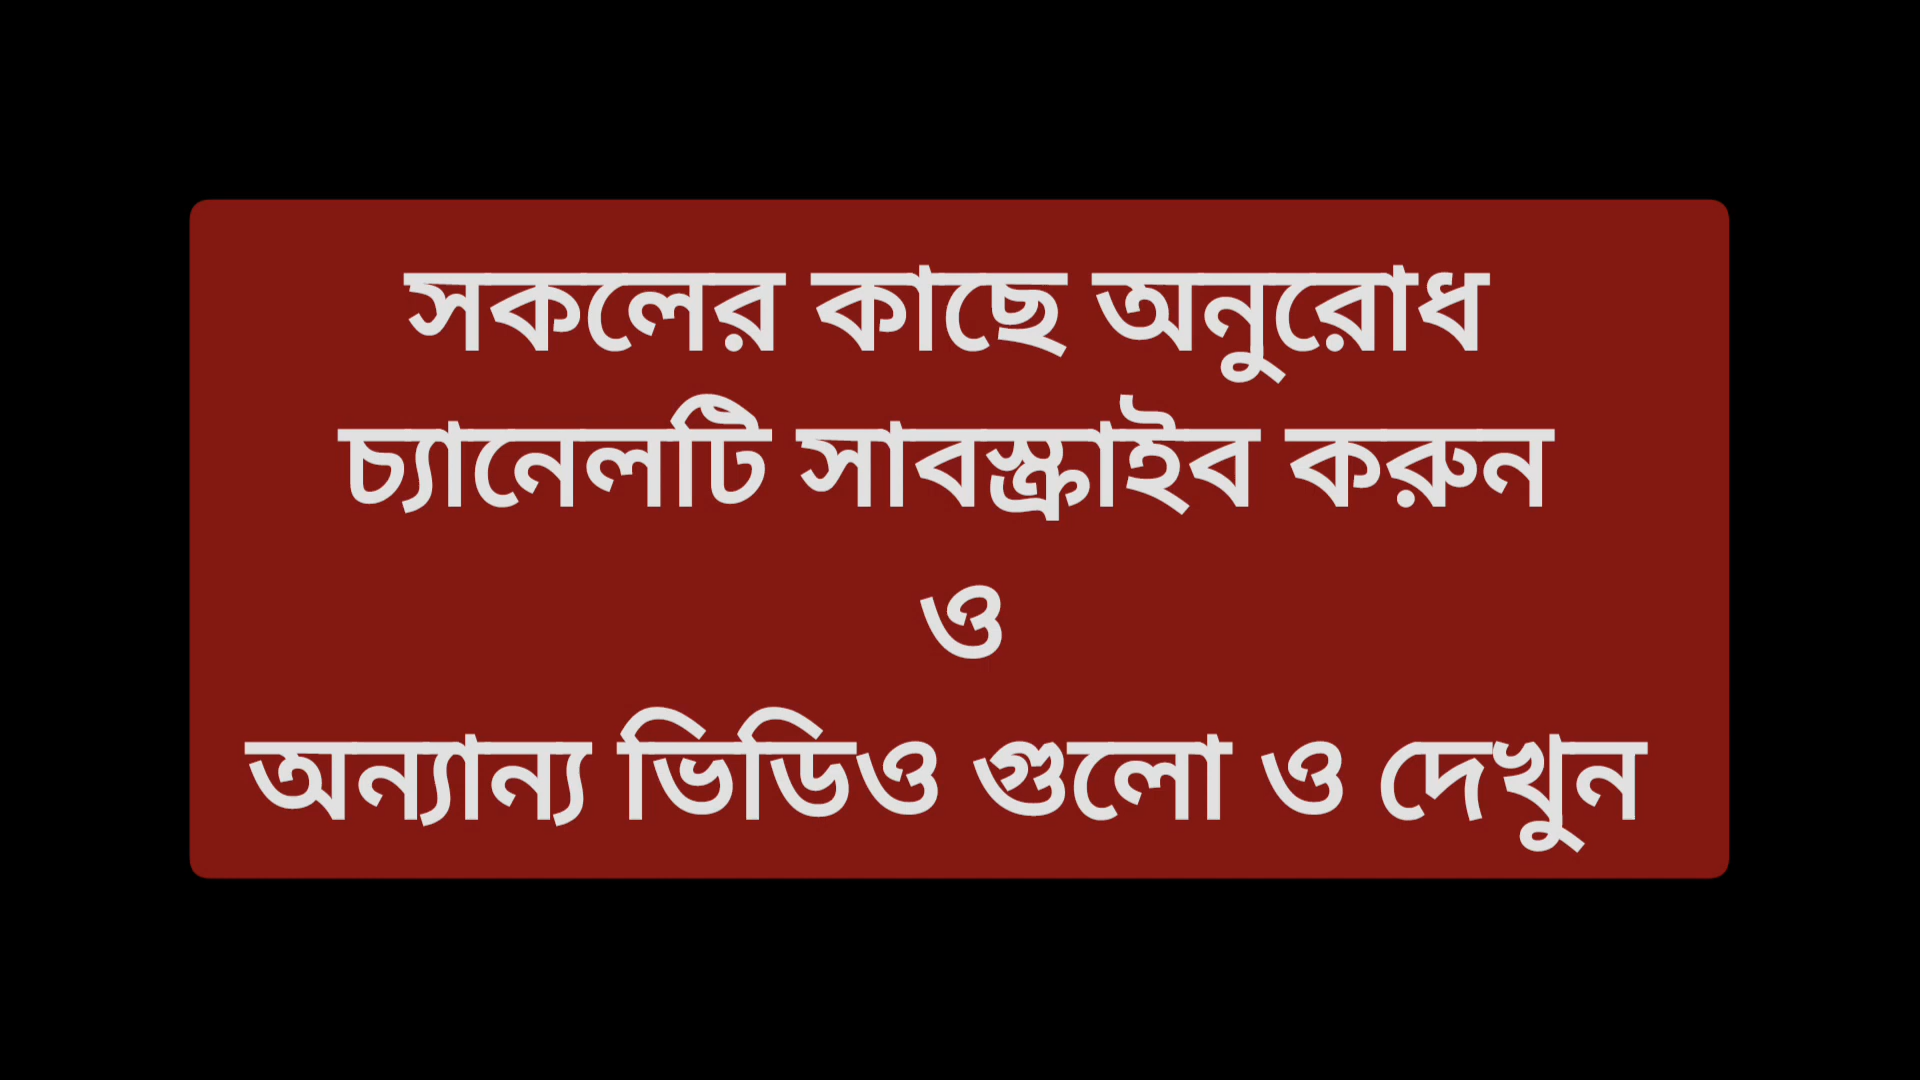 সকলের কাছে অনুরোধ
চ্যানেলটি সাবস্ক্রাইব করুন
ও
অন্যান্য ভিডিও গুলো ও দেখুন